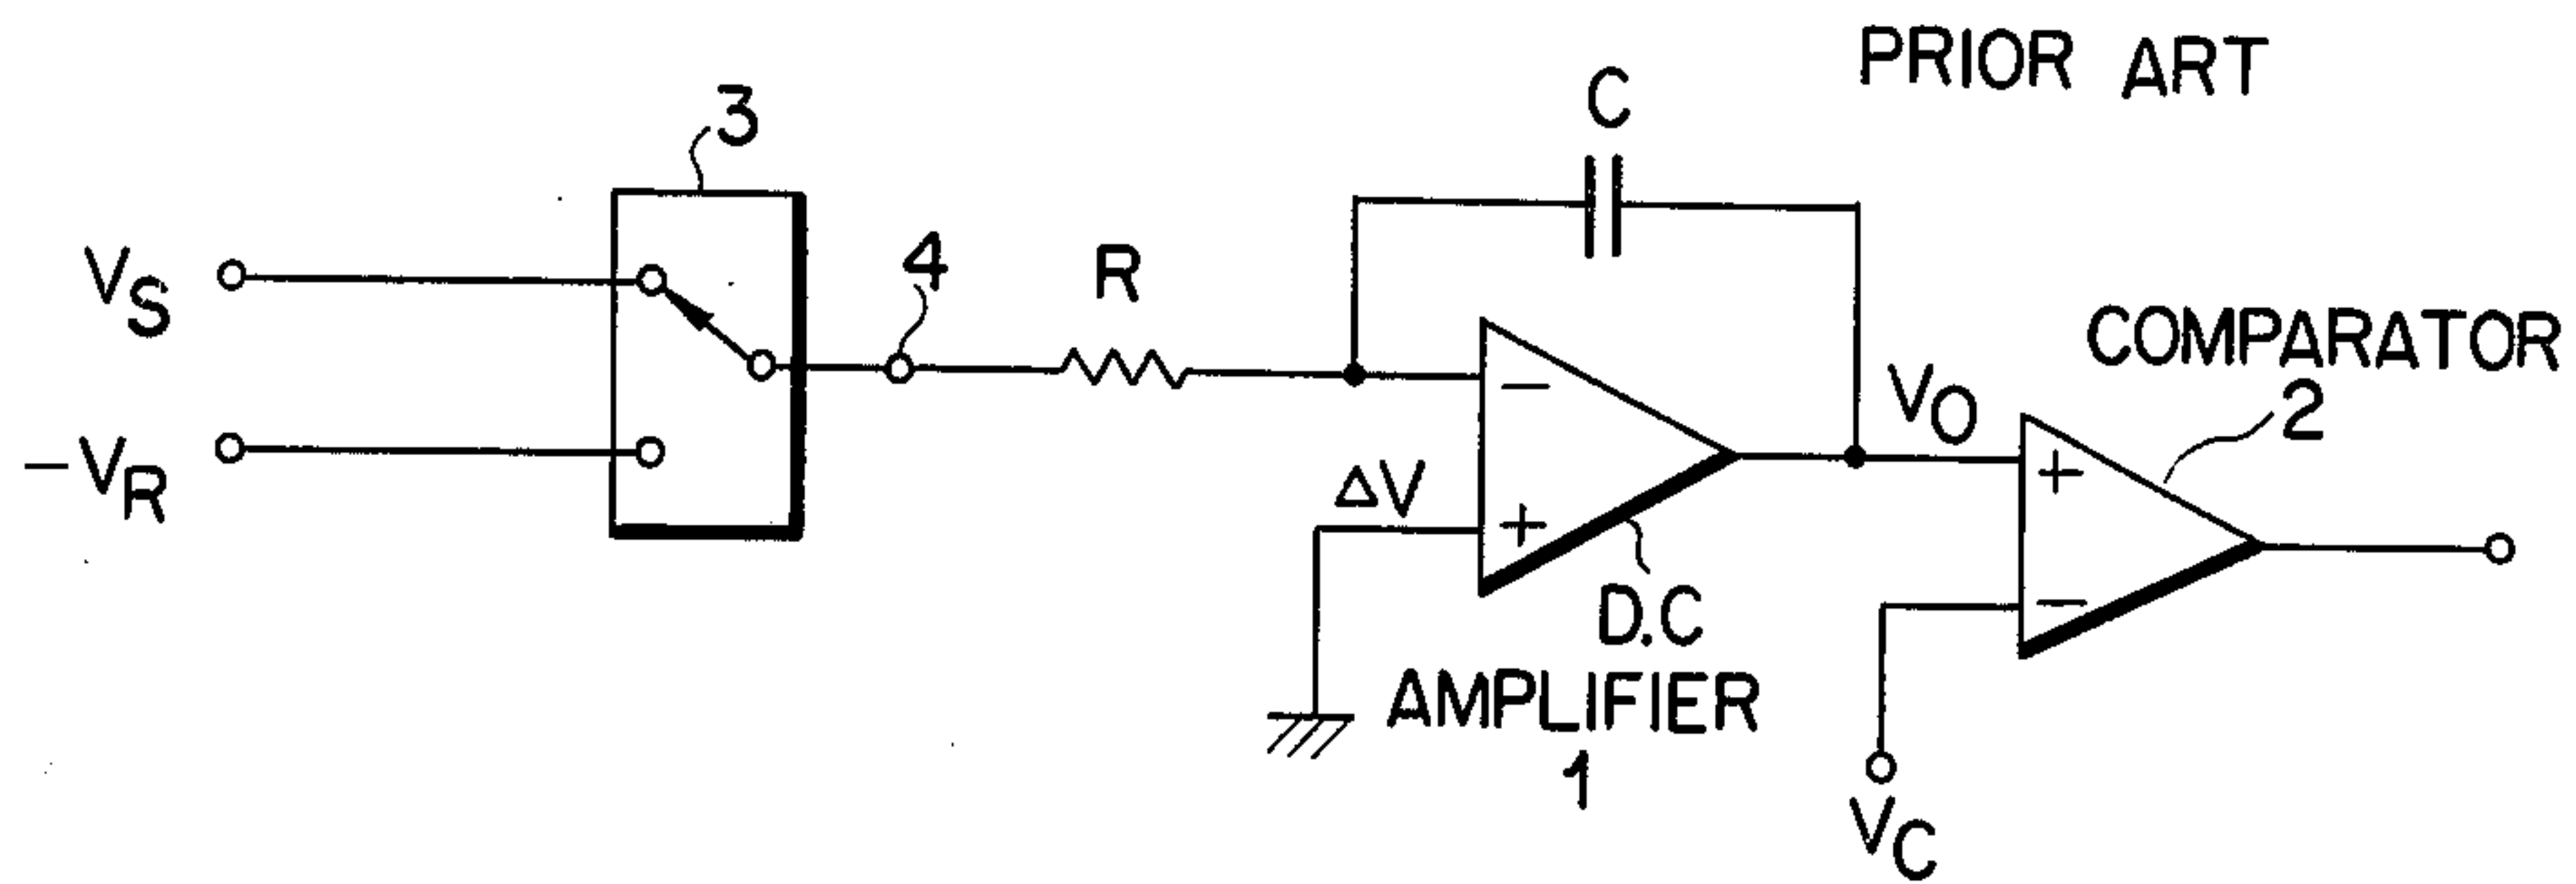 PRIOR ART
3
C
VS
4
R
-VR
COMPARATOR
2
VO
−
+
ΔV
+
−
D.C
AMPLIFIER
1
VC